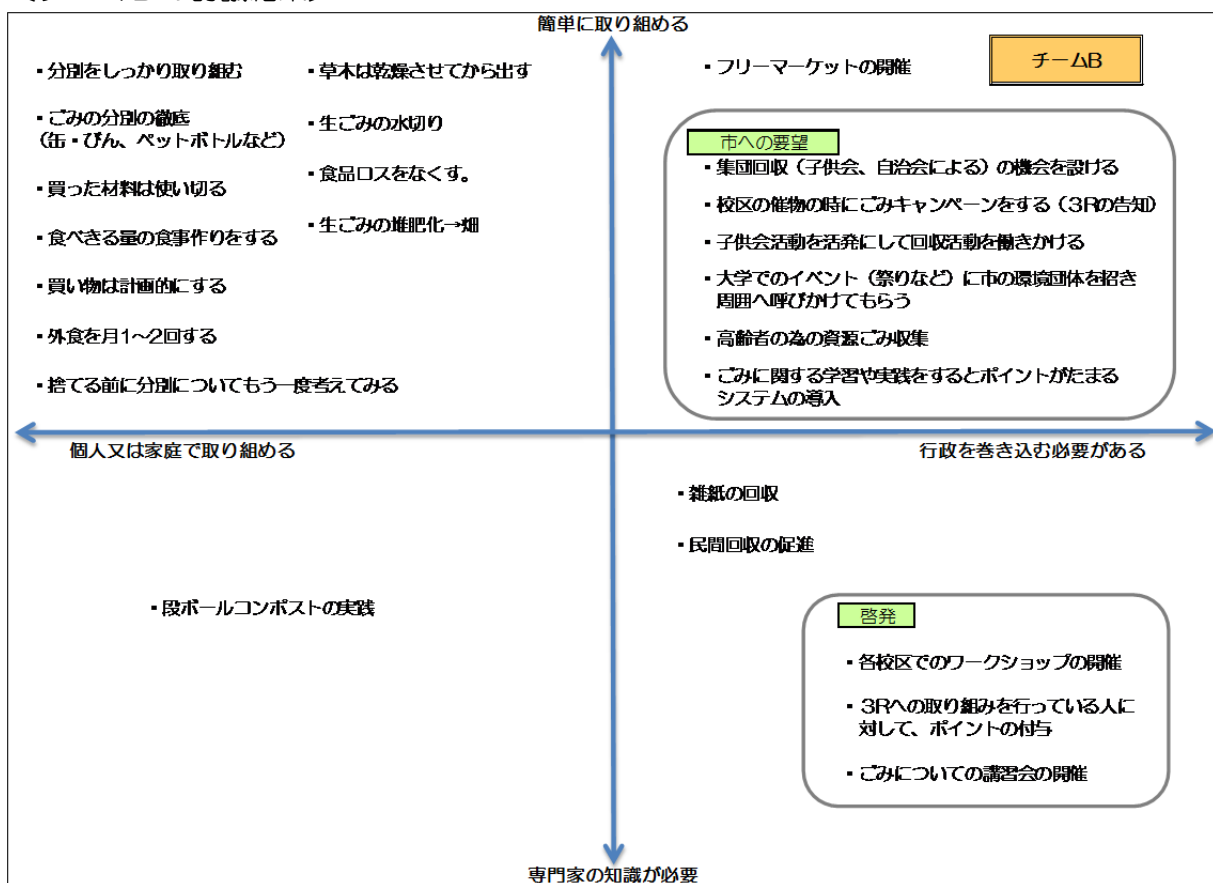 簡単に取り組める
チームB
・分別をしっかり取り組む
・ごみの分別の徹底
(缶・びん、ペットボトルなど)
・買った材料は使い切る
・食べきる量の食事作りをする
・買い物は計画的にする
・外食を月1~2回する
・捨てる前に分別についてもう一度考えてみる
・草木は乾燥させてから出す
・生ごみの水切り
・食品ロスをなくす。
・生ごみの堆肥化→畑
・フリーマーケットの開催
市への要望
・集団回収(子供会、自治会による)の機会を設ける
・校区の催物の時にごみキャンペーンをする(3Rの告知)
・子供会活動を活発にして回収活動を働きかける
・大学でのイベント(祭りなど)に市の環境団体を招き
周囲へ呼びかけてもらう
・高齢者の為の資源ごみ収集
・ごみに関する学習や実践をするとポイントがたまる
システムの導入
個人又は家庭で取り組める
行政を巻き込む必要がある
・段ボールコンポストの実践
・雑紙の回収
・民間回収の促進
啓発
・各校区でのワークショップの開催
・3Rへの取り組みを行っている人に
対して、ポイントの付与
・ごみについての講習会の開催
専門家の知識が必要